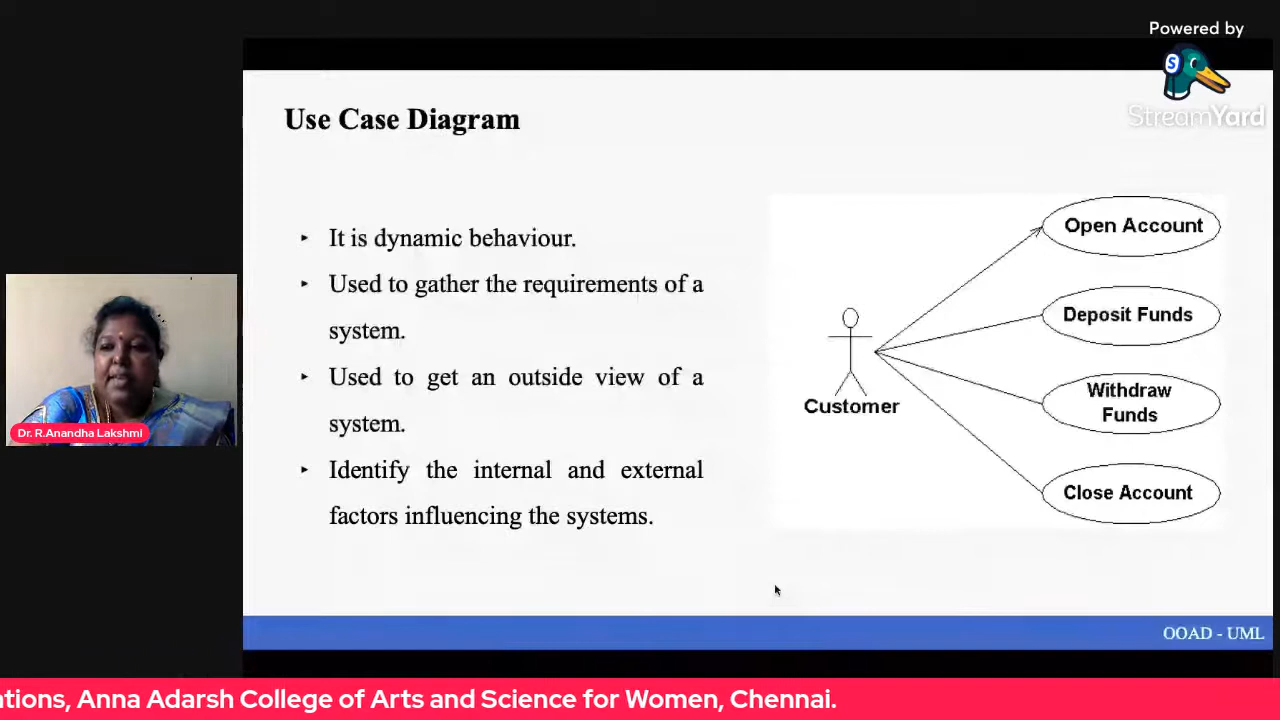 Powered by
StreamYard
Use Case Diagram
‣ It is dynamic behaviour.
‣ Used to gather the requirements of a
system.
‣ Used to get an outside view of a
system.
‣ Identify the internal and external
factors influencing the systems.
Open Account
Deposit Funds
Withdraw
Funds
Close Account
Customer
Dr. R.Anandha Lakshmi
OOAD - UML
ations, Anna Adarsh College of Arts and Science for Women, Chennai.